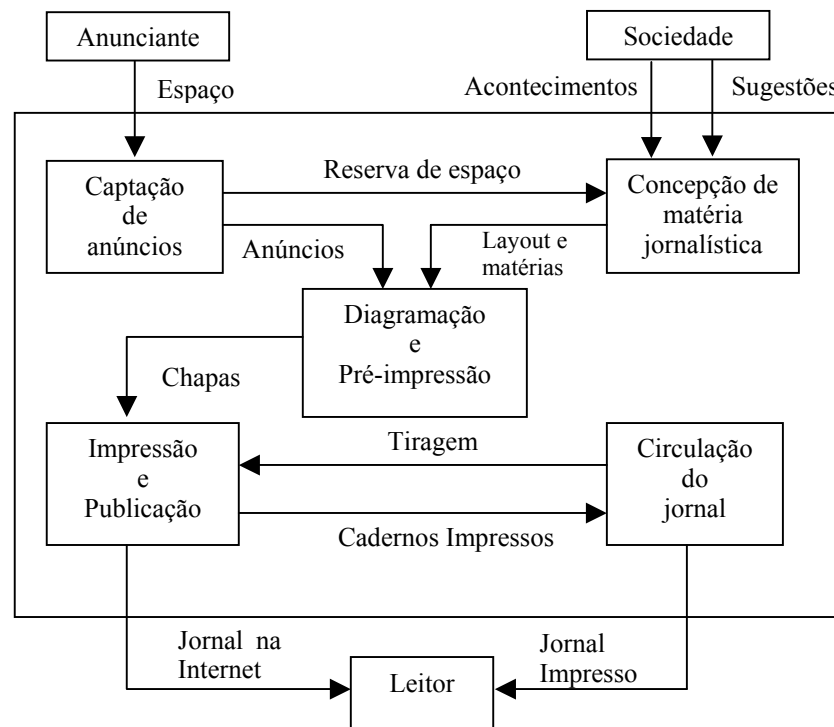 Anunciante
Sociedade
Espaço
Acontecimentos
Sugestões
Captação
de
anúncios
Reserva de espaço
Concepção de
matéria
jornalística
Anúncios
Layout e
matérias
Diagramação
e
Pré-impressão
Chapas
Impressão
e
Publicação
Tiragem
Circulação
do
jornal
Cadernos Impressos
Jornal na
Internet
Jornal
Impresso
Leitor